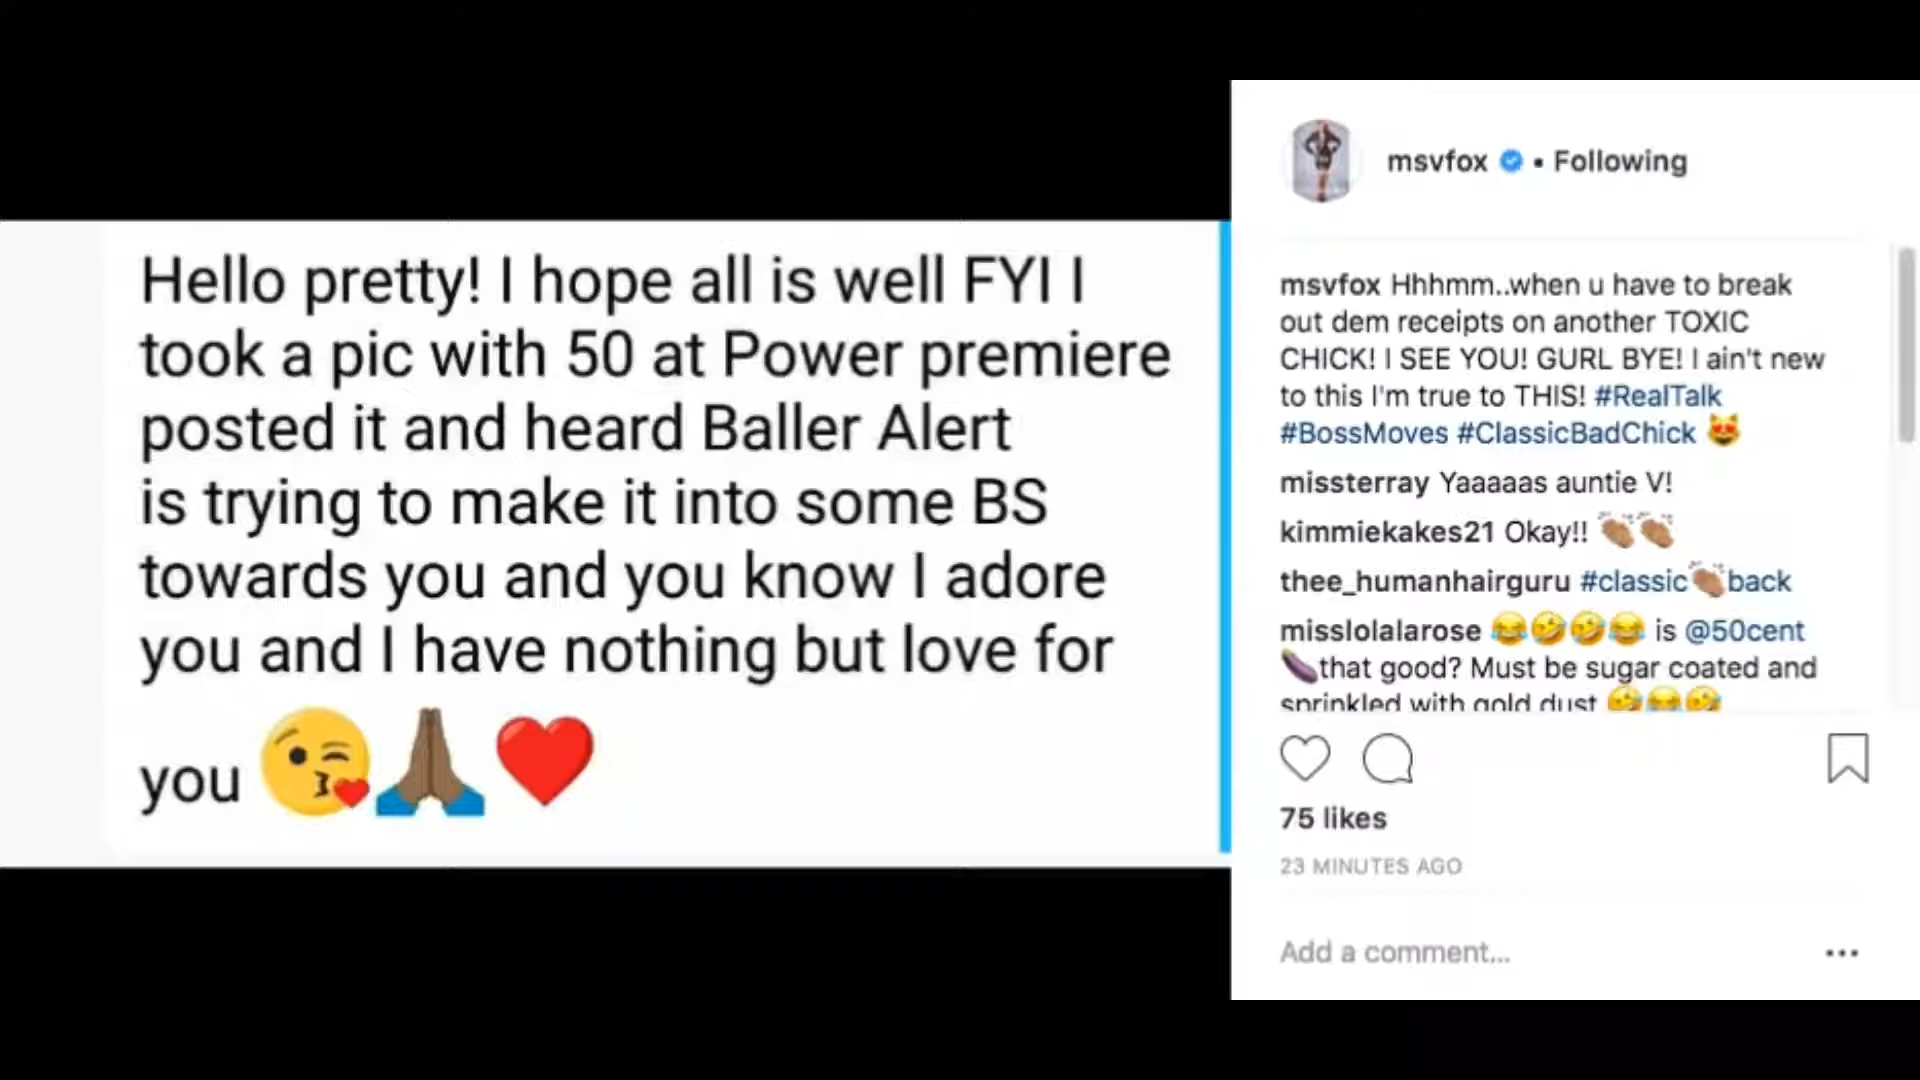 Hello pretty! I hope all is well FYI I
took a pic with 50 at Power premiere
posted it and heard Baller Alert
is trying to make it into some BS
towards you and you know I adore
you and I have nothing but love for
you 😘🙏🏾❤️
msvfox • Following
msvfox Hhhmm..when u have to break
out dem receipts on another TOXIC
CHICK! I SEE YOU! GURL BYE! I ain't new
to this I'm true to THIS! #RealTalk
#BossMoves #ClassicBadChick 😻
missterray Yaaaaas auntie V!
kimmiekakes21 Okay!! 👏🏽👏🏽
thee_humanhairguru #classic👏🏽back
misslolalarose 😂🤣🤣😂 is @50cent
🍆that good? Must be sugar coated and
sprinkled with gold dust 🤣😂🤣
75 likes
23 MINUTES AGO
Add a comment...